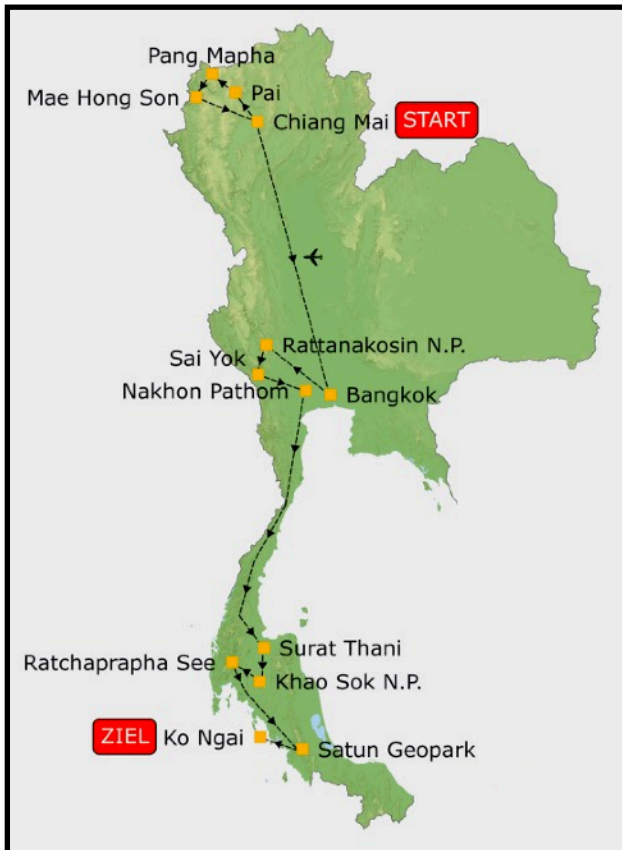 Pang Mapha
Pai
Mae Hong Son
Chiang Mai START
Rattanakosin N.P.
Sai Yok
Nakhon Pathom
Bangkok
Surat Thani
Ratchaprapha See
Khao Sok N.P.
ZIEL Ko Ngai
Satun Geopark